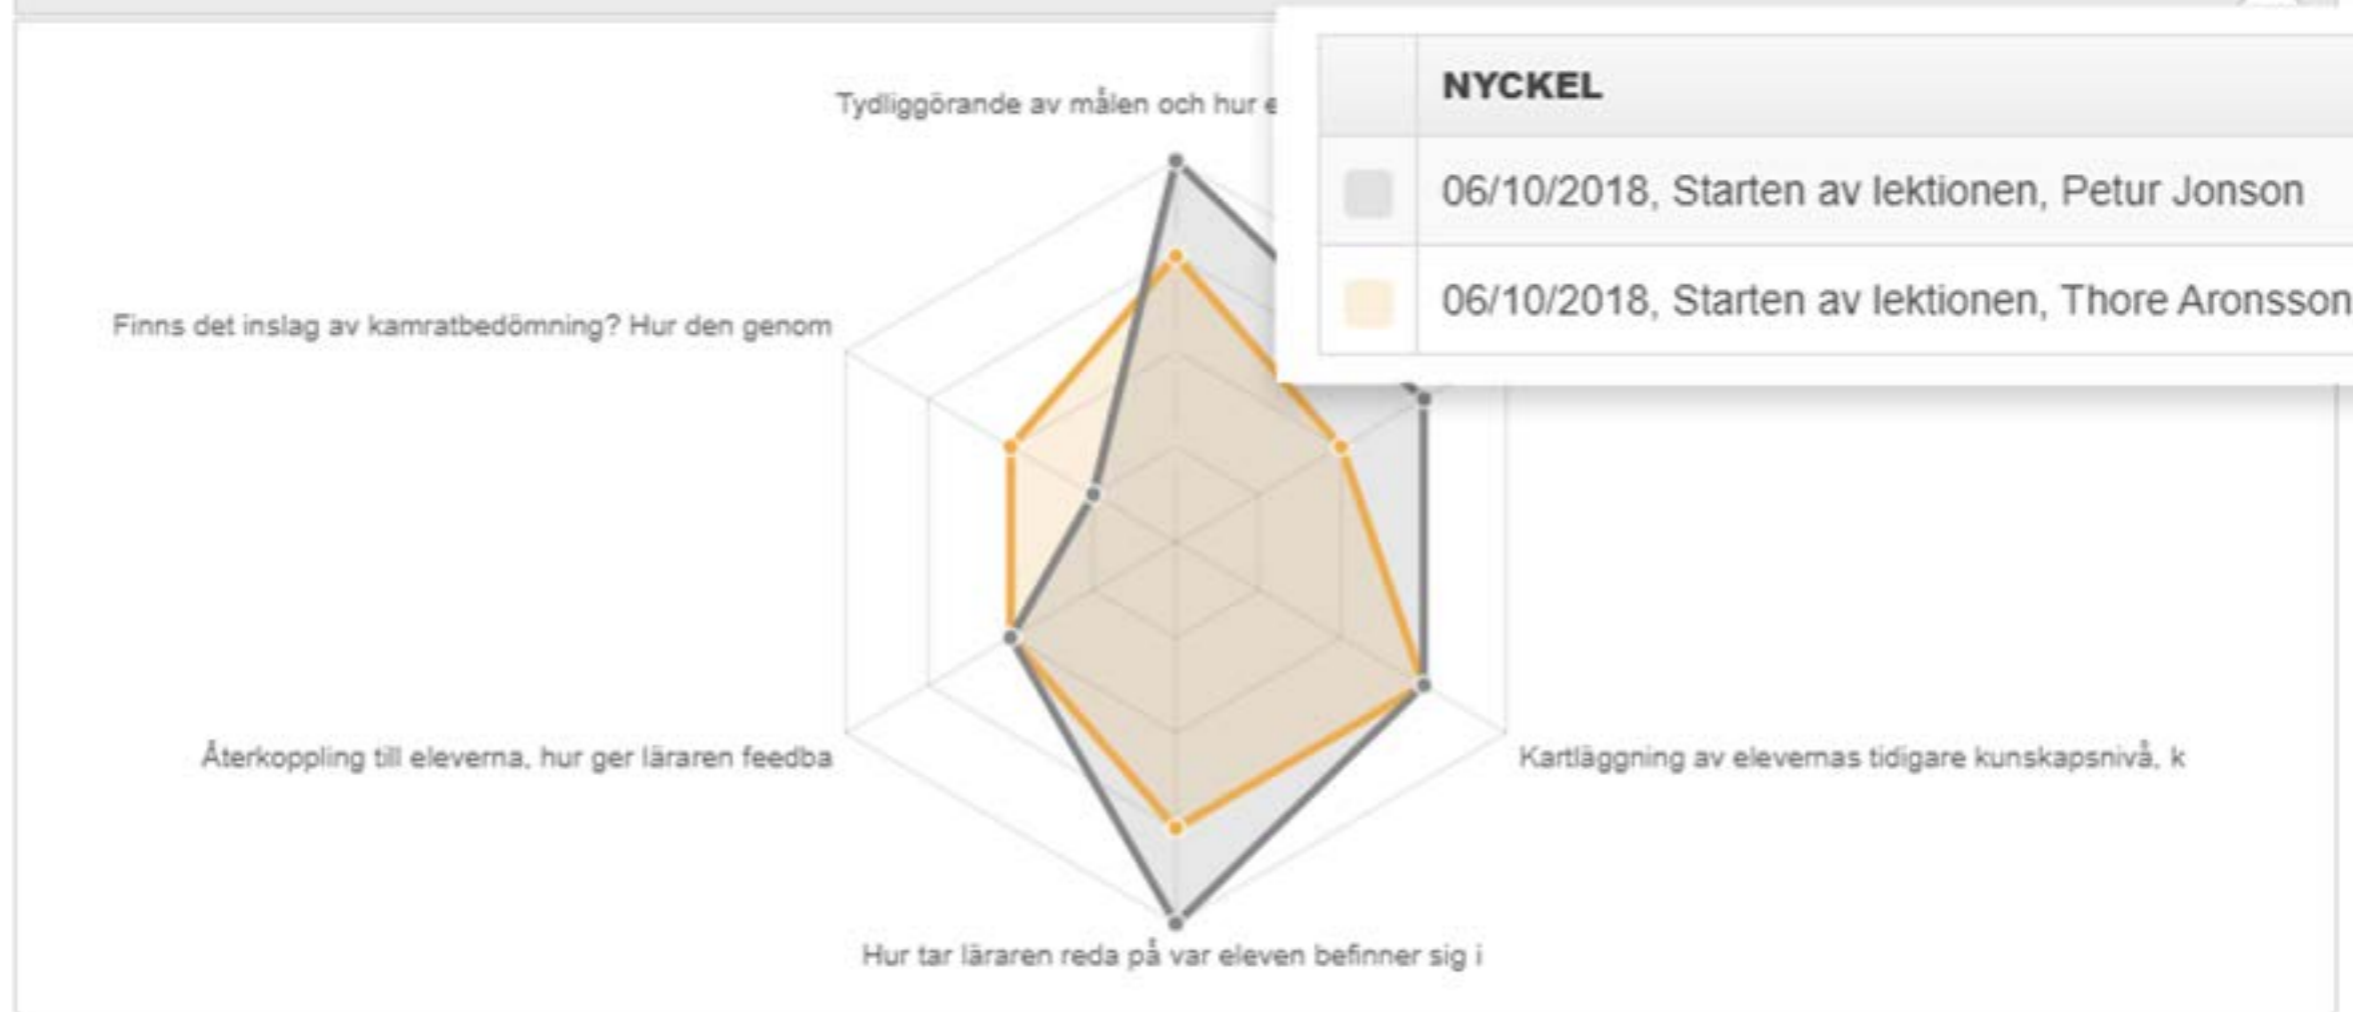 NYCKEL
06/10/2018, Starten av lektionen, Petur Jonson
06/10/2018, Starten av lektionen, Thore Aronsson
Tydliggörande av målen och hur e
Finns det inslag av kamratbedömning? Hur den genom
Återkoppling till eleverna, hur ger läraren feedba
Kartläggning av elevernas tidigare kunskapsnivå, k
Hur tar läraren reda på var eleven befinner sig i